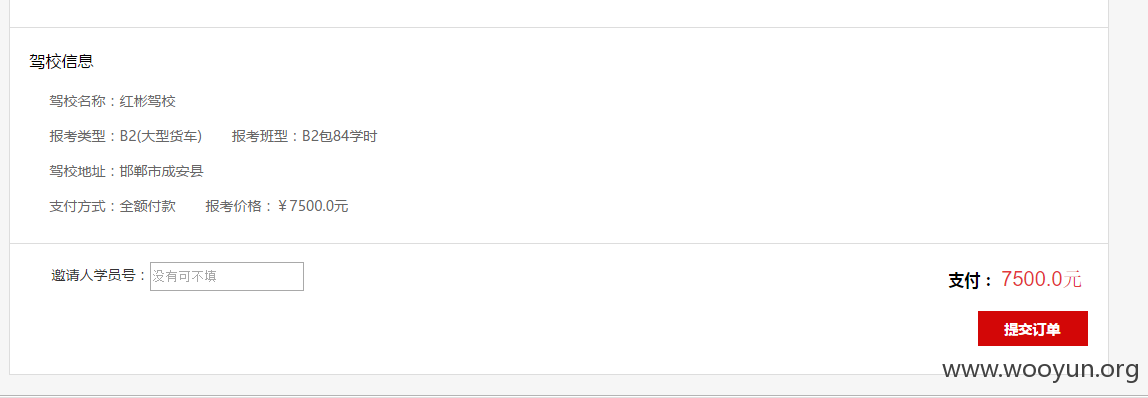 驾校信息
驾校名称：红彬驾校
报考类型：B2(大型货车) 报考班型：B2包84学时
驾校地址：邯郸市成安县
支付方式：全额付款 报考价格：￥7500.0元
邀请人学员号：没有可不填
支付： 7500.0元
提交订单
www.wooyun.org